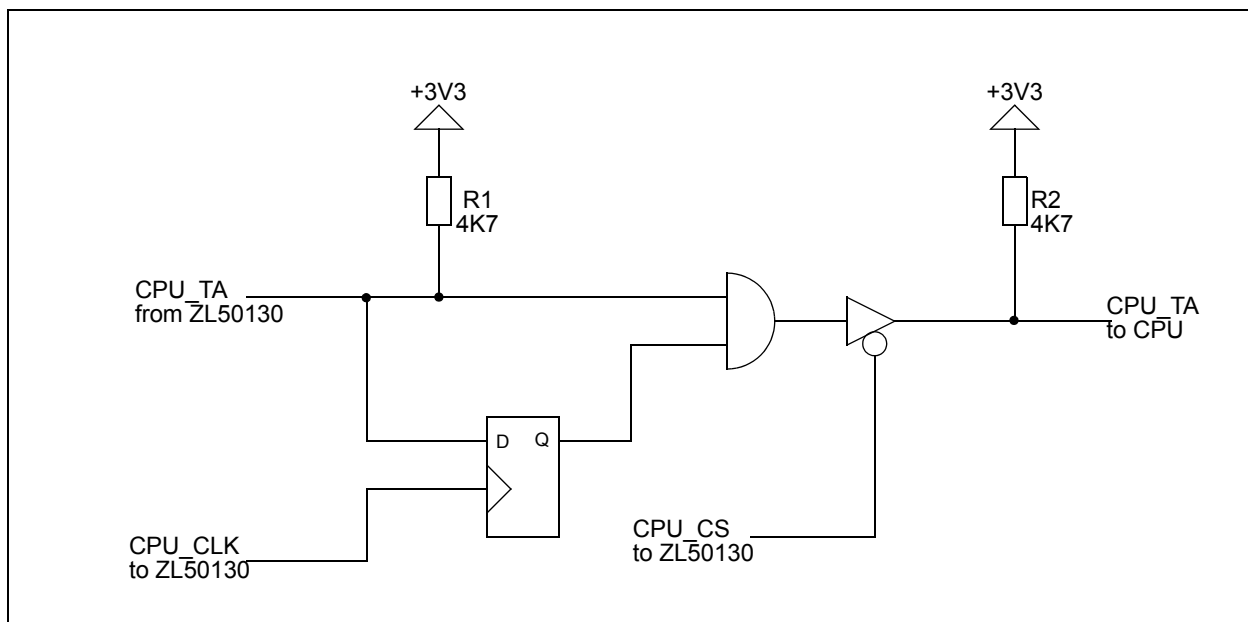 +3V3
+3V3
R1
4K7
R2
4K7
CPU_TA
from ZL50130
CPU_TA
to CPU
D Q
CPU_CS
to ZL50130
CPU_CLK
to ZL50130